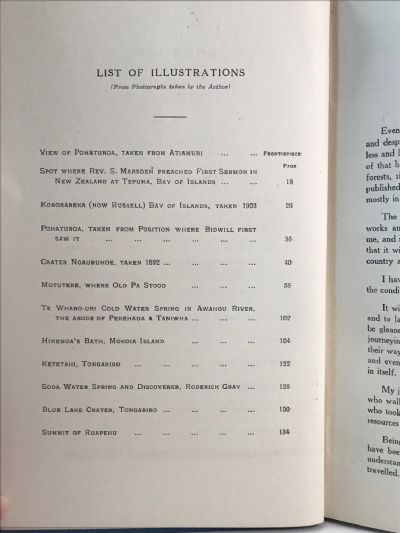 LIST OF ILLUSTRATIONS
(From Photographs taken by the Author)
VIEW OF POHATUROA, TAKEN FROM ATIAMURI ... ... FRONTISPIECE
PAGE
SPOT WHERE REV. S. MARSDEN PREACHED FIRST SERMON IN
NEW ZEALAND AT TEPUNA, BAY OF ISLANDS ... ... 18
KORORAREKA (NOW RUSSELL) BAY OF ISLANDS, TAKEN 1903 28
POHATUROA, TAKEN FROM POSITION WHERE BIDWILL FIRST
SAW IT ... ... ... ... ... ... 36
CRATER NGAURUHOE, TAKEN 1892 ... ... ... 40
MOTUTERE, WHERE OLD PA STOOD ... ... ... 58
TE WHARO-URI COLD WATER SPRING IN AWAHOU RIVER,
THE ABODE OF PEKEHAUA A TANIWHA ... ... ... 102
HINEMOA'S BATH, MOKOIA ISLAND ... ... ... 104
KETETAHI, TONGARIRO ... ... ... ... 122
SODA WATER SPRING AND DISCOVERER, RODERICK GRAY ... 126
BLUE LAKE CRATER, TONGARIRO ... ... ... ... 130
SUMMIT OF RUAPEHU ... ... ... ... ... 134
Even
and desp
less and l
of that b
forests, si
published
mostly in
The
works an
me, and i
that it wi
country a
I hav
the condi
It wi
and to la
be glean
journeyin
their way
and even
in itself.
My j
who walk
who took
resources
Being
have been
understan
travelled,